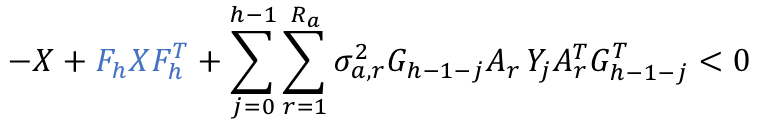 −X + F_h X F_h^T + ∑_{j=0}^{h−1} ∑_{r=1}^{R_a} σ_{a,r}^2 G_{h−1−j} A_r Y_j A_r^T G_{h−1−j}^T < 0